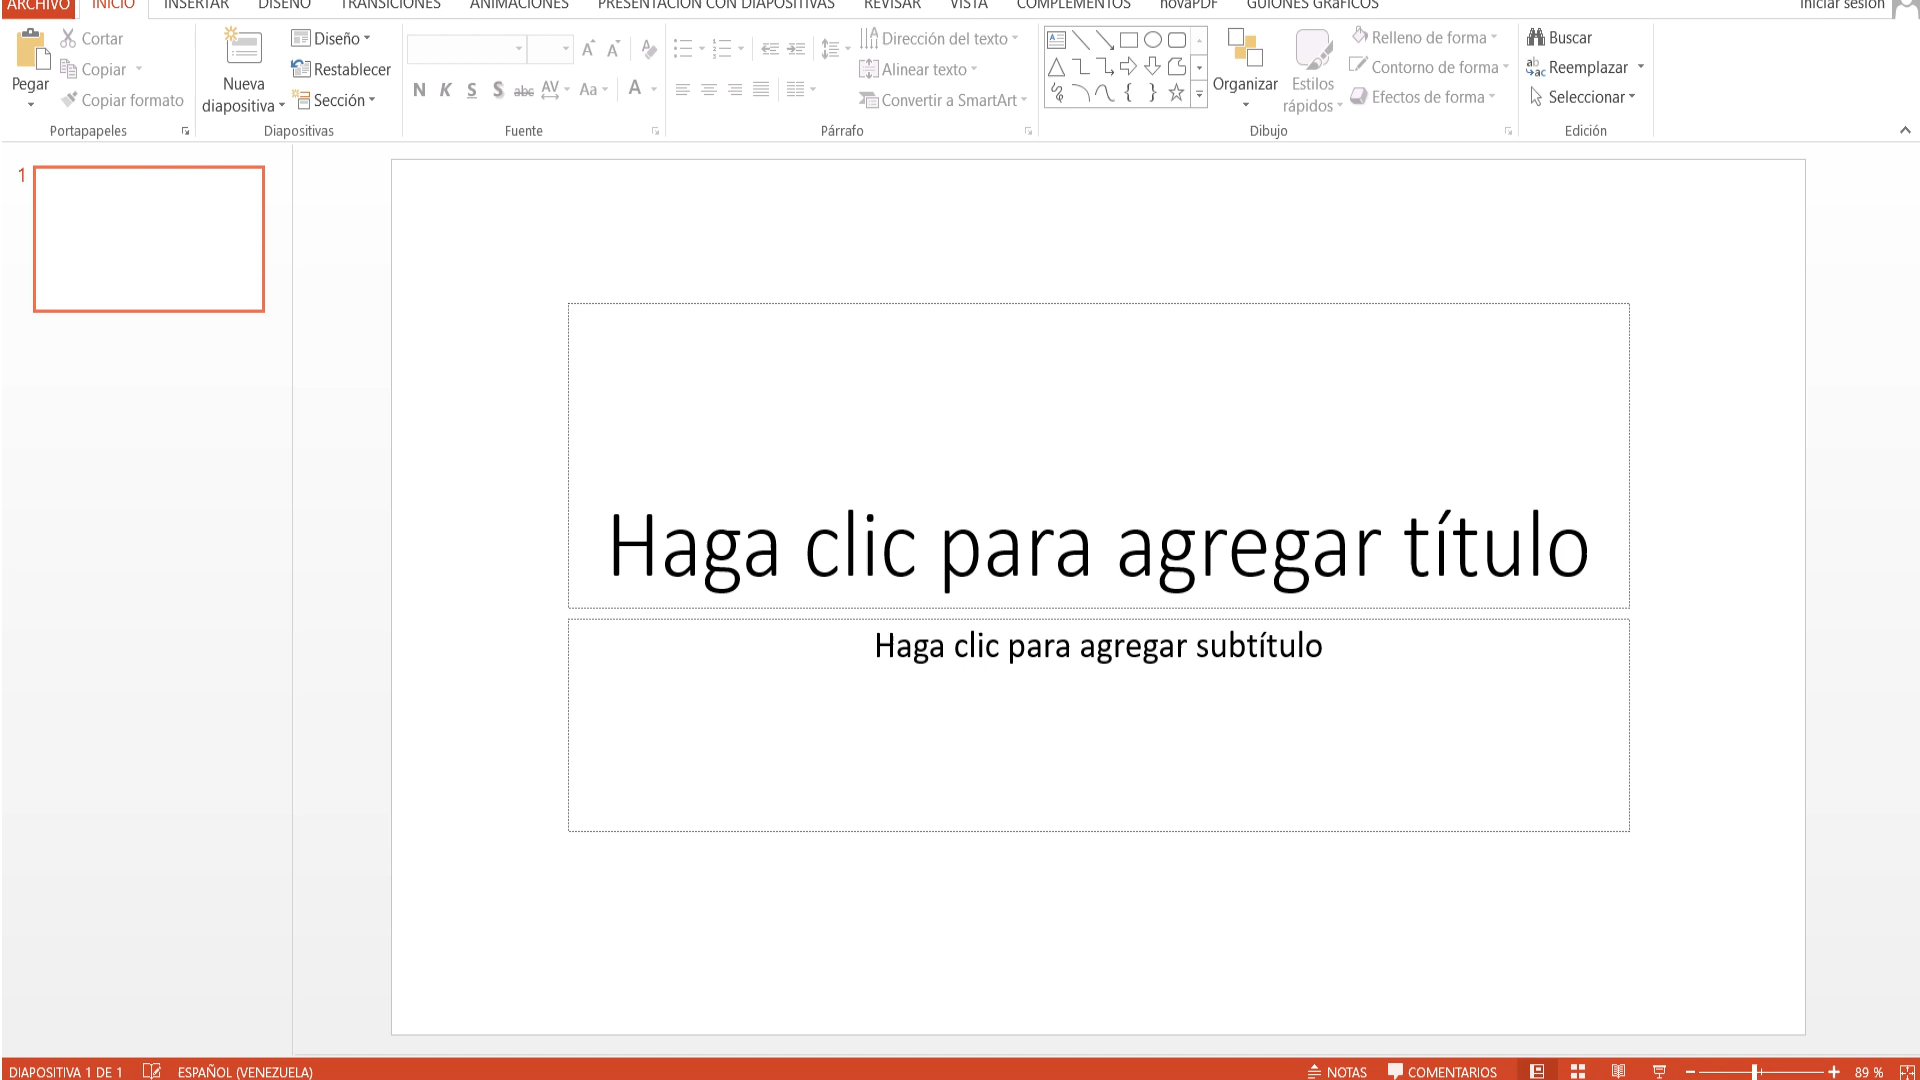 ARCHIVO INICIO INSERTAR DISEÑO TRANSICIONES ANIMACIONES PRESENTACIÓN CON DIAPOSITIVAS REVISAR VISTA COMPLEMENTOS novaPDF GUIONES GRÁFICOS Iniciar sesión
Pegar
Cortar
Copiar
Copiar formato
Portapapeles
Nueva
diapositiva
Diseño
Restablecer
Sección
Diapositivas
N K S S abc AV Aa A
Fuente
Dirección del texto
Alinear texto
Convertir a SmartArt
Párrafo
Organizar
Estilos
rápidos
Relleno de forma
Contorno de forma
Efectos de forma
Dibujo
Buscar
Reemplazar
Seleccionar
Edición
1
Haga clic para agregar título
Haga clic para agregar subtítulo
DIAPOSITIVA 1 DE 1 ESPAÑOL (VENEZUELA) NOTAS COMENTARIOS 89 %